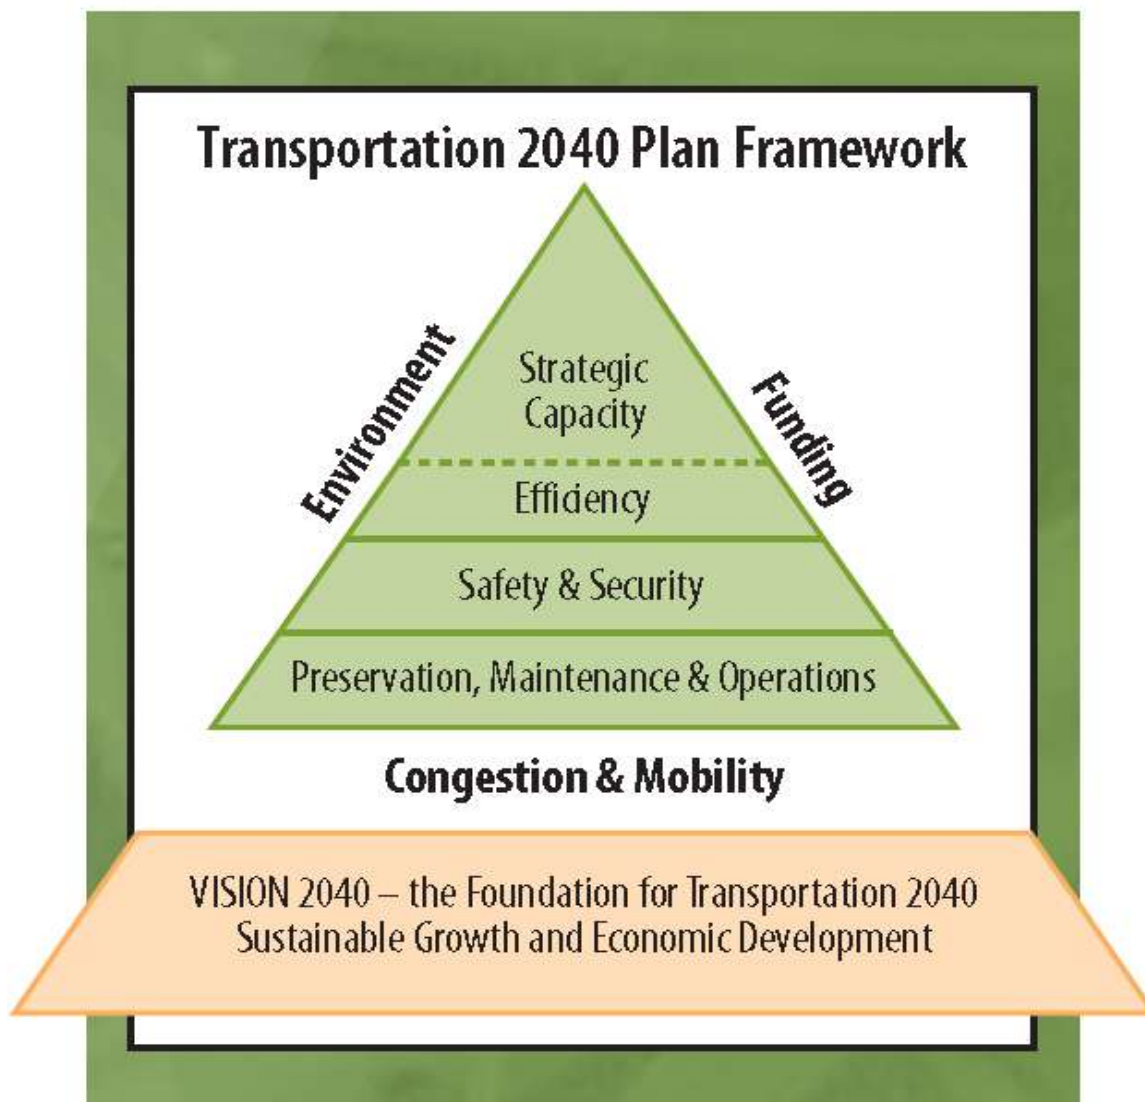 Transportation 2040 Plan Framework
Environment
Funding
Strategic
Capacity
Efficiency
Safety & Security
Preservation, Maintenance & Operations
Congestion & Mobility
VISION 2040 – the Foundation for Transportation 2040
Sustainable Growth and Economic Development